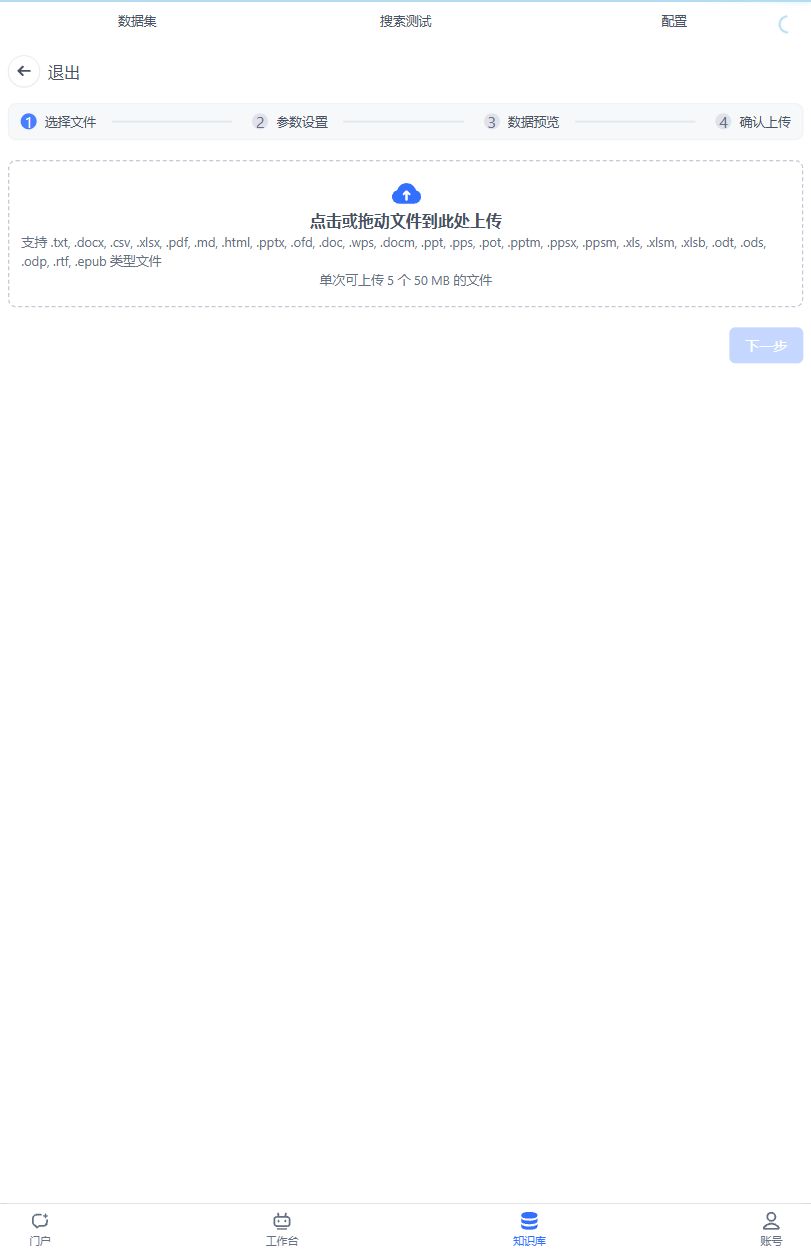 数据集 搜索测试 配置
退出
1 选择文件 2 参数设置 3 数据预览 4 确认上传
点击或拖动文件到此处上传
支持 .txt, .docx, .csv, .xlsx, .pdf, .md, .html, .pptx, .ofd, .doc, .wps, .docm, .ppt, .pps, .pot, .pptm, .ppsx, .ppsm, .xls, .xlsm, .xlsb, .odt, .ods,
.odp, .rtf, .epub 类型文件
单次可上传 5 个 50 MB 的文件
下一步
门户 工作台 知识库 账号